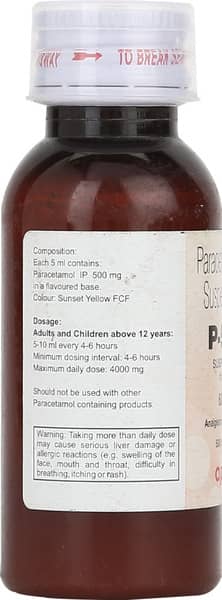 TO BREAK
Composition:
Each 5 ml contains:
Paracetamol IP 500 mg
in a flavoured base.
Colour: Sunset Yellow FCF
Dosage:
Adults and Children above 12 years:
5-10 ml every 4-6 hours
Minimum dosing interval: 4-6 hours
Maximum daily dose: 4000 mg
Should not be used with other
Paracetamol containing products
Warning: Taking more than daily dose
may cause serious liver damage or
allergic reactions (e.g. swelling of the
face, mouth and throat, difficulty in
breathing, itching or rash).